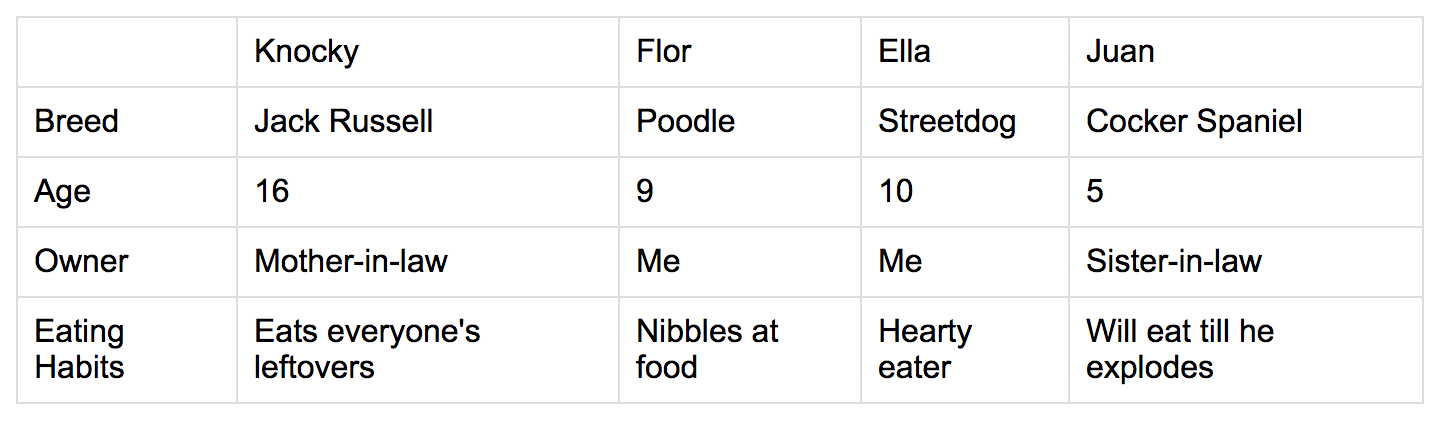 Knocky Flor Ella Juan
Breed Jack Russell Poodle Streetdog Cocker Spaniel
Age 16 9 10 5
Owner Mother-in-law Me Me Sister-in-law
Eating Eats everyone's Nibbles at Hearty Will eat till he
Habits leftovers food eater explodes